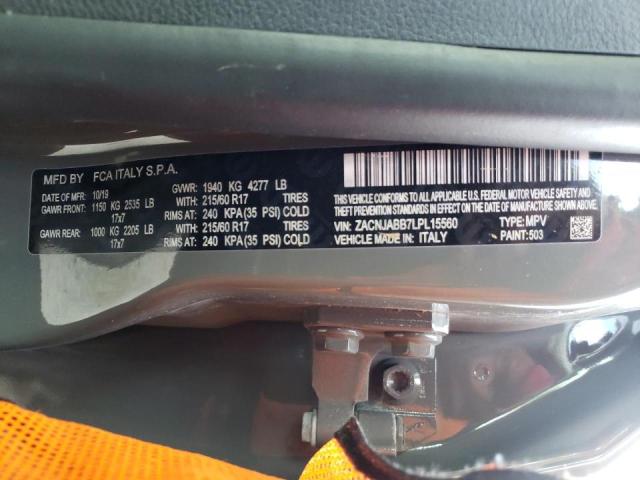 MFD BY FCA ITALY S.P.A.
DATE OF MFR: 10/19 GVWR: 1940 KG 4277 LB
GAWR FRONT: 1150 KG 2535 LB WITH: 215/60 R17 TIRES
17x7 RIMS AT: 240 KPA (35 PSI) COLD
GAWR REAR: 1000 KG 2205 LB WITH: 215/60 R17 TIRES
17x7 RIMS AT: 240 KPA (35 PSI) COLD
THIS VEHICLE CONFORMS TO ALL APPLICABLE FEDERAL MOTOR VEHICLE SAFETY,
BUMPER, AND THEFT PREVENTION STANDARDS IN
EFFECT ON THE DATE OF MANUFACTURE SHOWN ABOVE.
VIN: ZACNJABB7LPL15560 TYPE: MPV
VEHICLE MADE IN: ITALY PAINT: 503